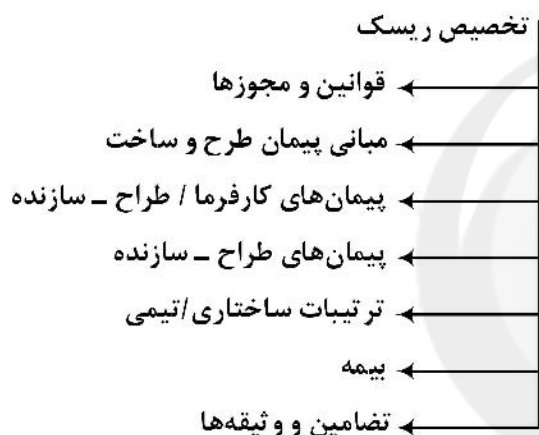 تخصیص ریسک
قوانین و مجوزها
مبانی پیمان طرح و ساخت
پیمان‌های کارفرما / طراح ـ سازنده
پیمان‌های طراح ـ سازنده
ترتیبات ساختاری/تیمی
بیمه
تضامین و وثیقه‌ها